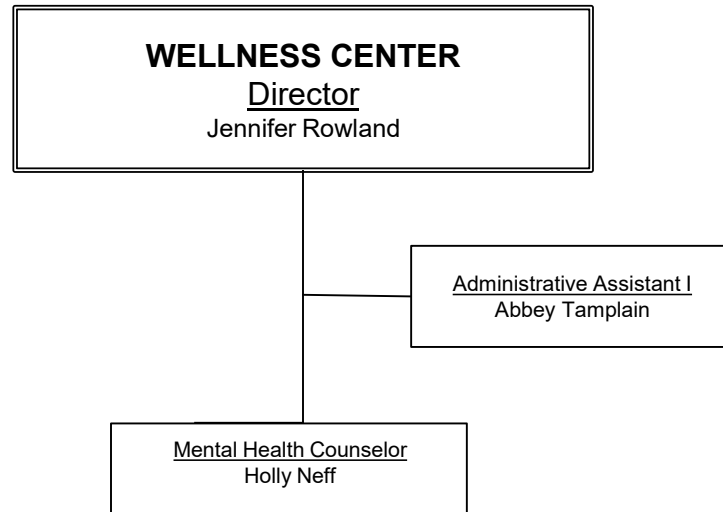 WELLNESS CENTER
Director
Jennifer Rowland
Administrative Assistant I
Abbey Tamplain
Mental Health Counselor
Holly Neff